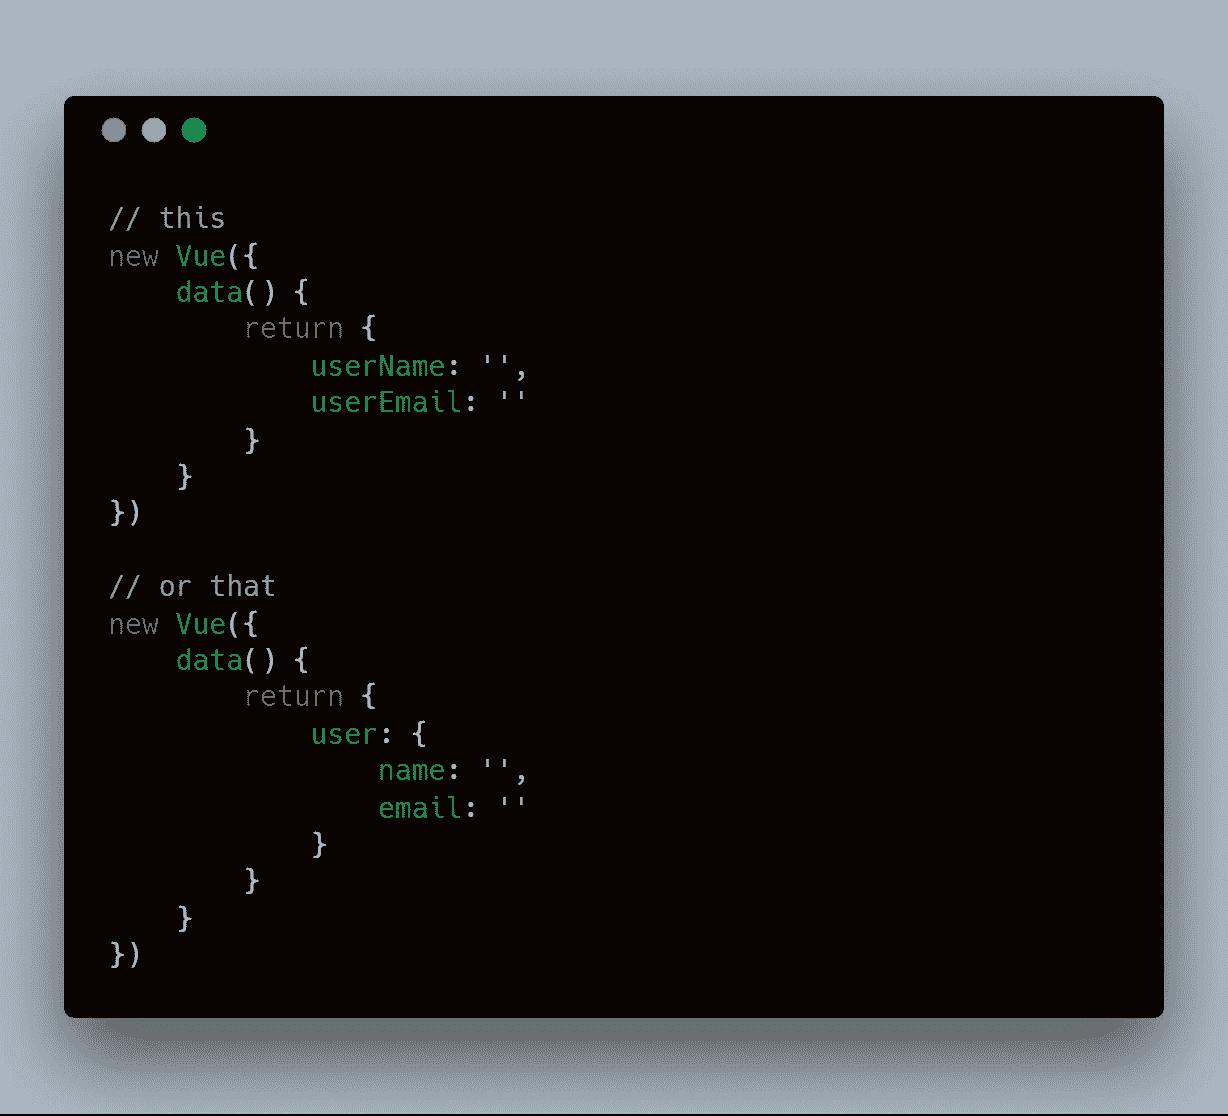 // this
new Vue({
    data() {
        return {
            userName: '',
            userEmail: ''
        }
    }
})

// or that
new Vue({
    data() {
        return {
            user: {
                name: '',
                email: ''
            }
        }
    }
})